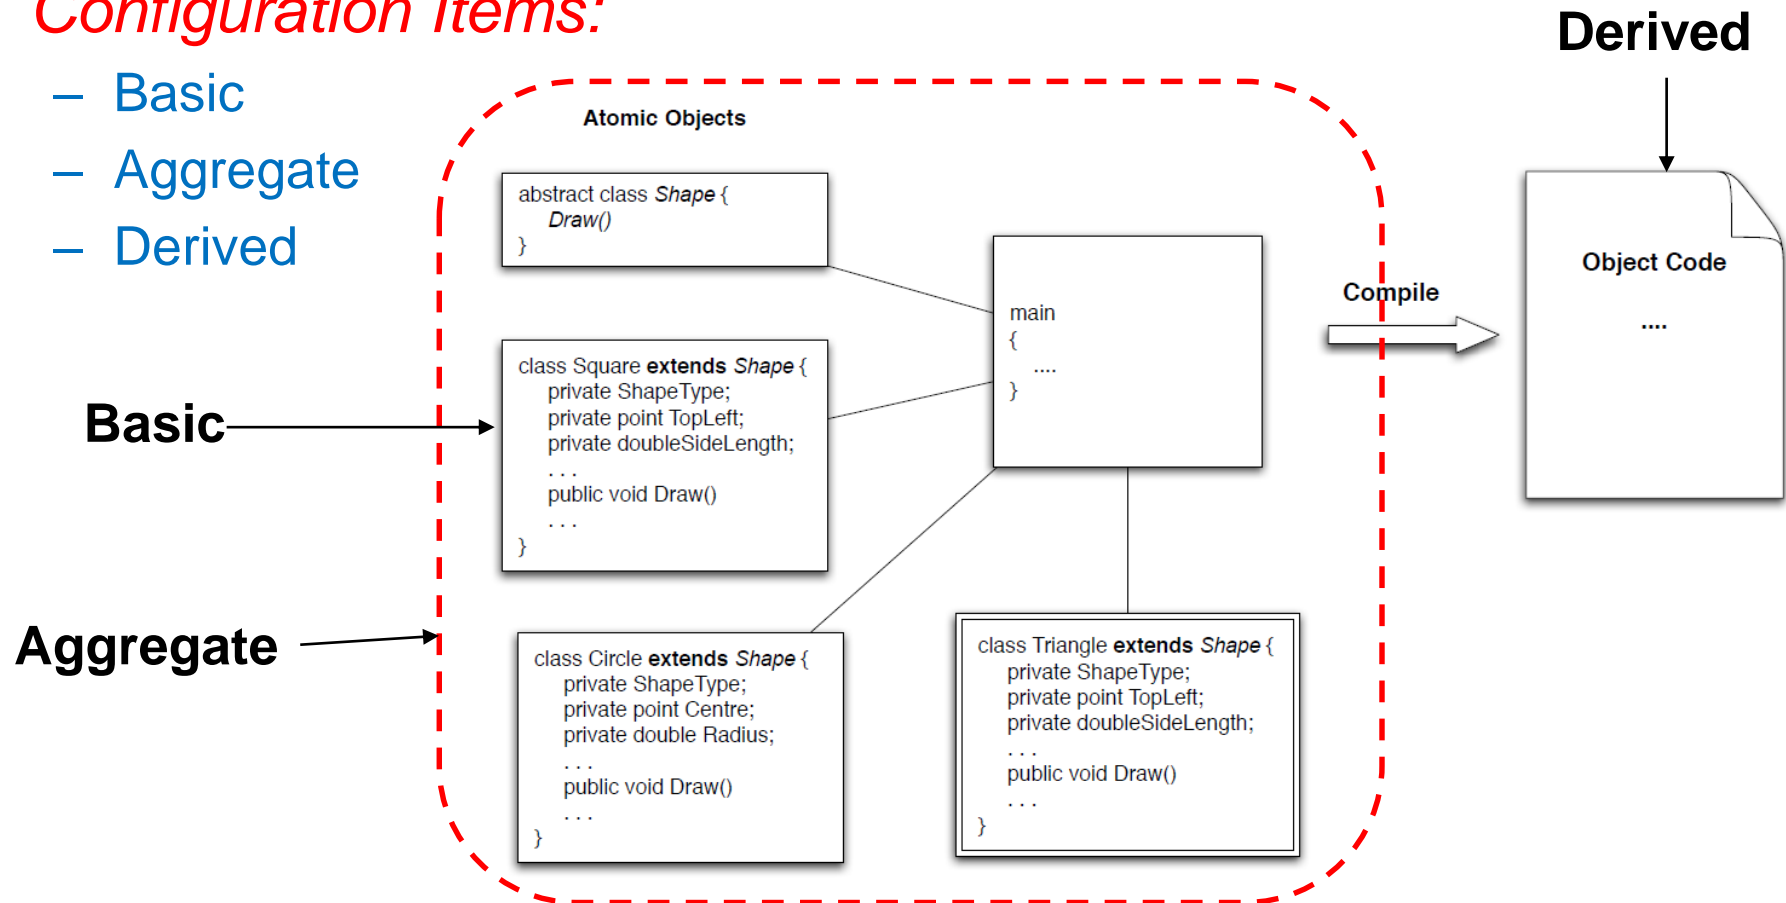 Configuration Items:
– Basic
– Aggregate
– Derived
Derived
Atomic Objects
abstract class Shape {
Draw()
}
main
{
....
}
Compile
Object Code
....
Basic
class Square extends Shape {
private ShapeType;
private point TopLeft;
private doubleSideLength;
. . .
public void Draw()
. . .
}
Aggregate
class Circle extends Shape {
private ShapeType;
private point Centre;
private double Radius;
. . .
public void Draw()
. . .
}
class Triangle extends Shape {
private ShapeType;
private point TopLeft;
private doubleSideLength;
. . .
public void Draw()
. . .
}